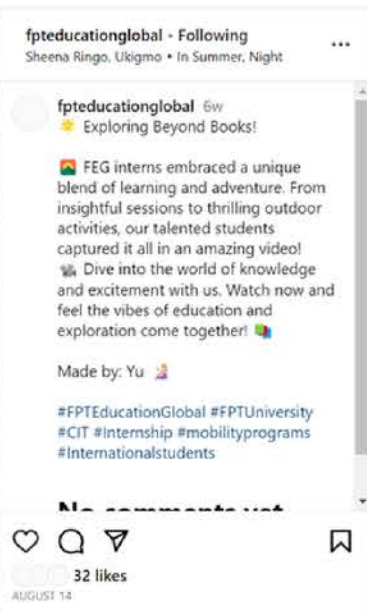 fpteducationglobal • Following
Sheena Ringo, Ukigmo • In Summer, Night
fpteducationglobal 6w
Exploring Beyond Books!
FEG interns embraced a unique
blend of learning and adventure. From
insightful sessions to thrilling outdoor
activities, our talented students
captured it all in an amazing video!
Dive into the world of knowledge
and excitement with us. Watch now and
feel the vibes of education and
exploration come together!
Made by: Yu
#FPTEducationGlobal #FPTUniversity
#CIT #Internship #mobilityprograms
#Internationalstudents
No comments yet
32 likes
AUGUST 14